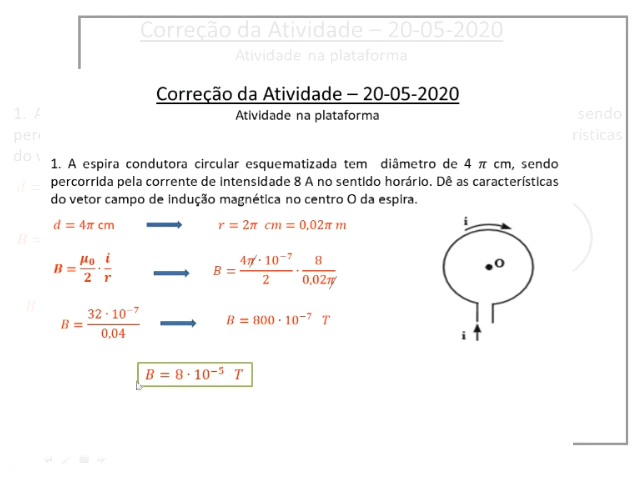 Correção da Atividade – 20-05-2020
Atividade na plataforma
Correção da Atividade – 20-05-2020
Atividade na plataforma
1. A espira condutora circular esquematizada tem diâmetro de 4 π cm, sendo
percorrida pela corrente de intensidade 8 A no sentido horário. Dê as características
do vetor campo de indução magnética no centro O da espira.
d = 4π cm r = 2π cm = 0,02π m
B = μ₀/2 · i/r B = 4π · 10⁻⁷/2 · 8/0,02π
B = 32 · 10⁻⁷/0,04 B = 800 · 10⁻⁷ T
B = 8 · 10⁻⁵ T
i
O
i